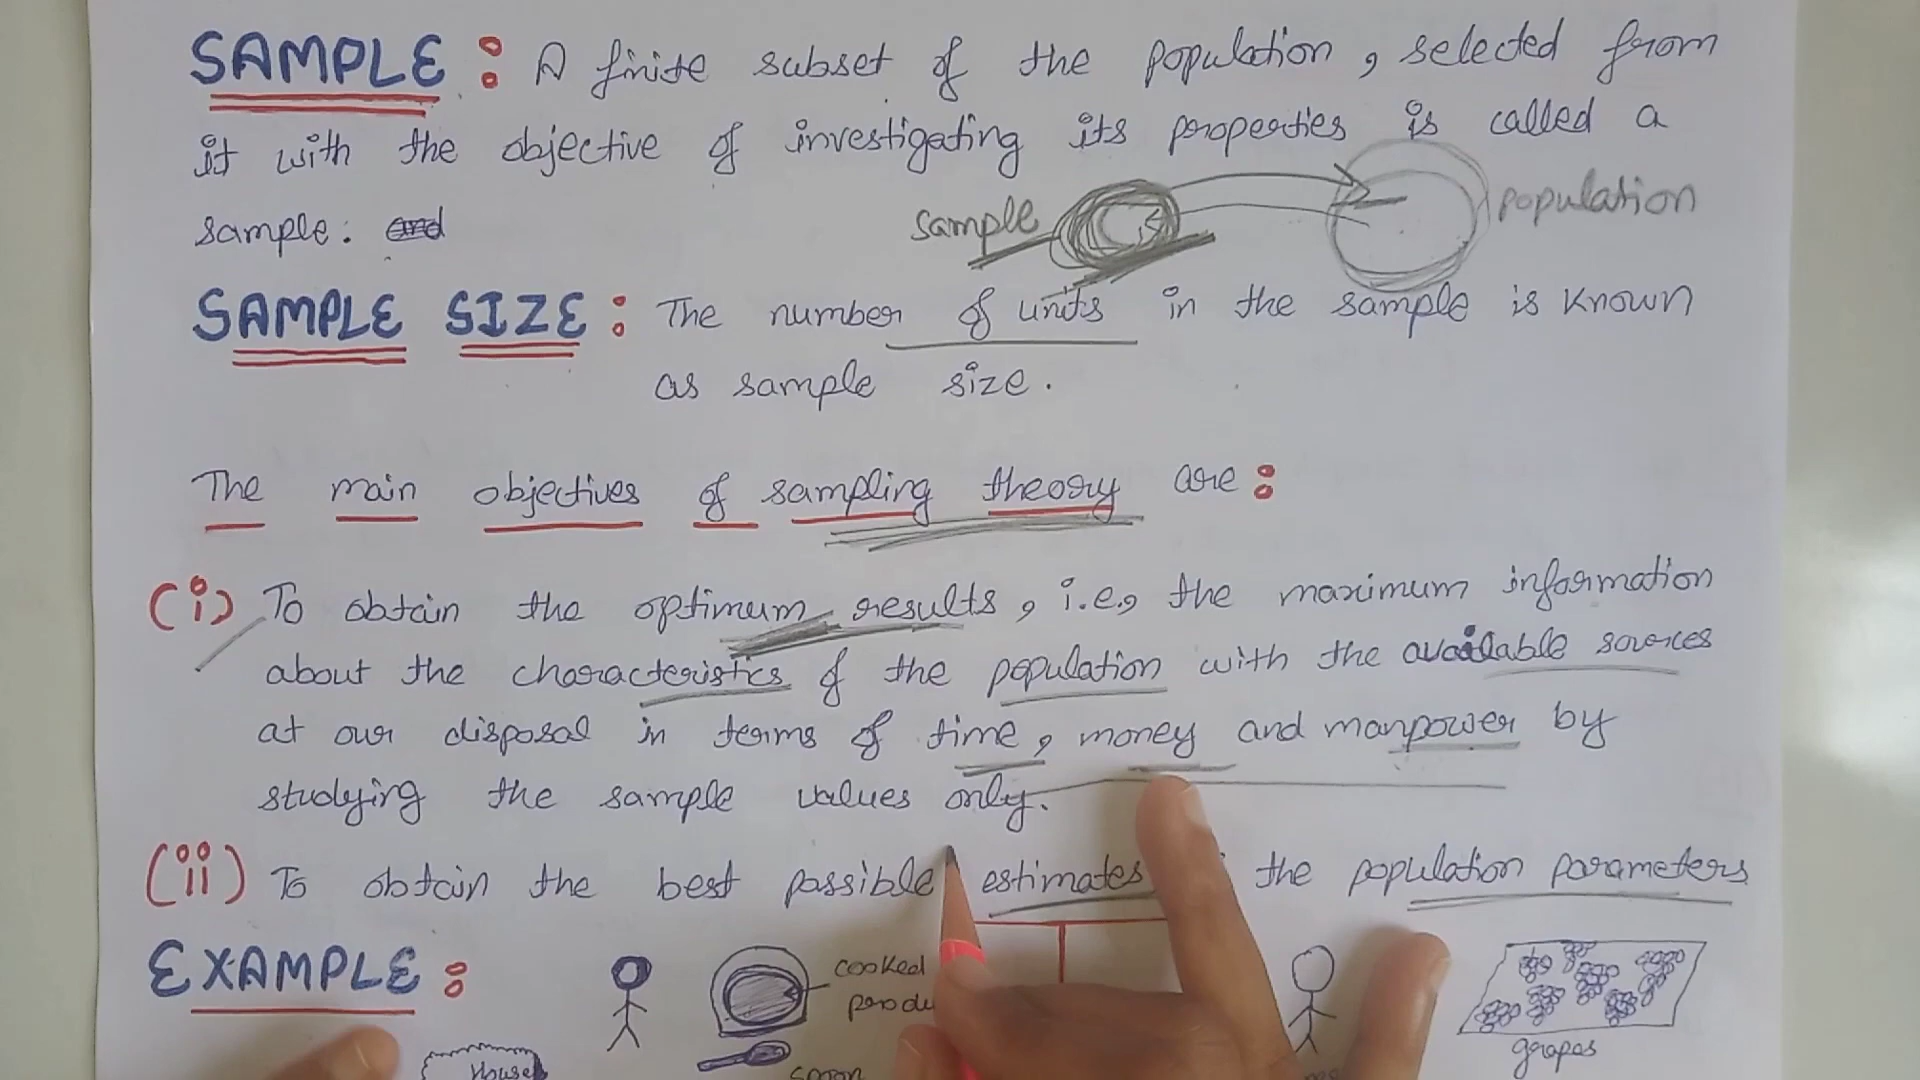 SAMPLE : A finite subset of the population, selected from
it with the objective of investigating its properties is called a
sample. and
sample
population
SAMPLE SIZE : The number of units in the sample is known
as sample size.
The main objectives of sampling theory are :
(i) To obtain the optimum results, i.e., the maximum information
about the characteristics of the population with the available sources
at our disposal in terms of time, money and manpower by
studying the sample values only.
(ii) To obtain the best possible estimates the population parameters
EXAMPLE :
cooked
grapes
House
spoon